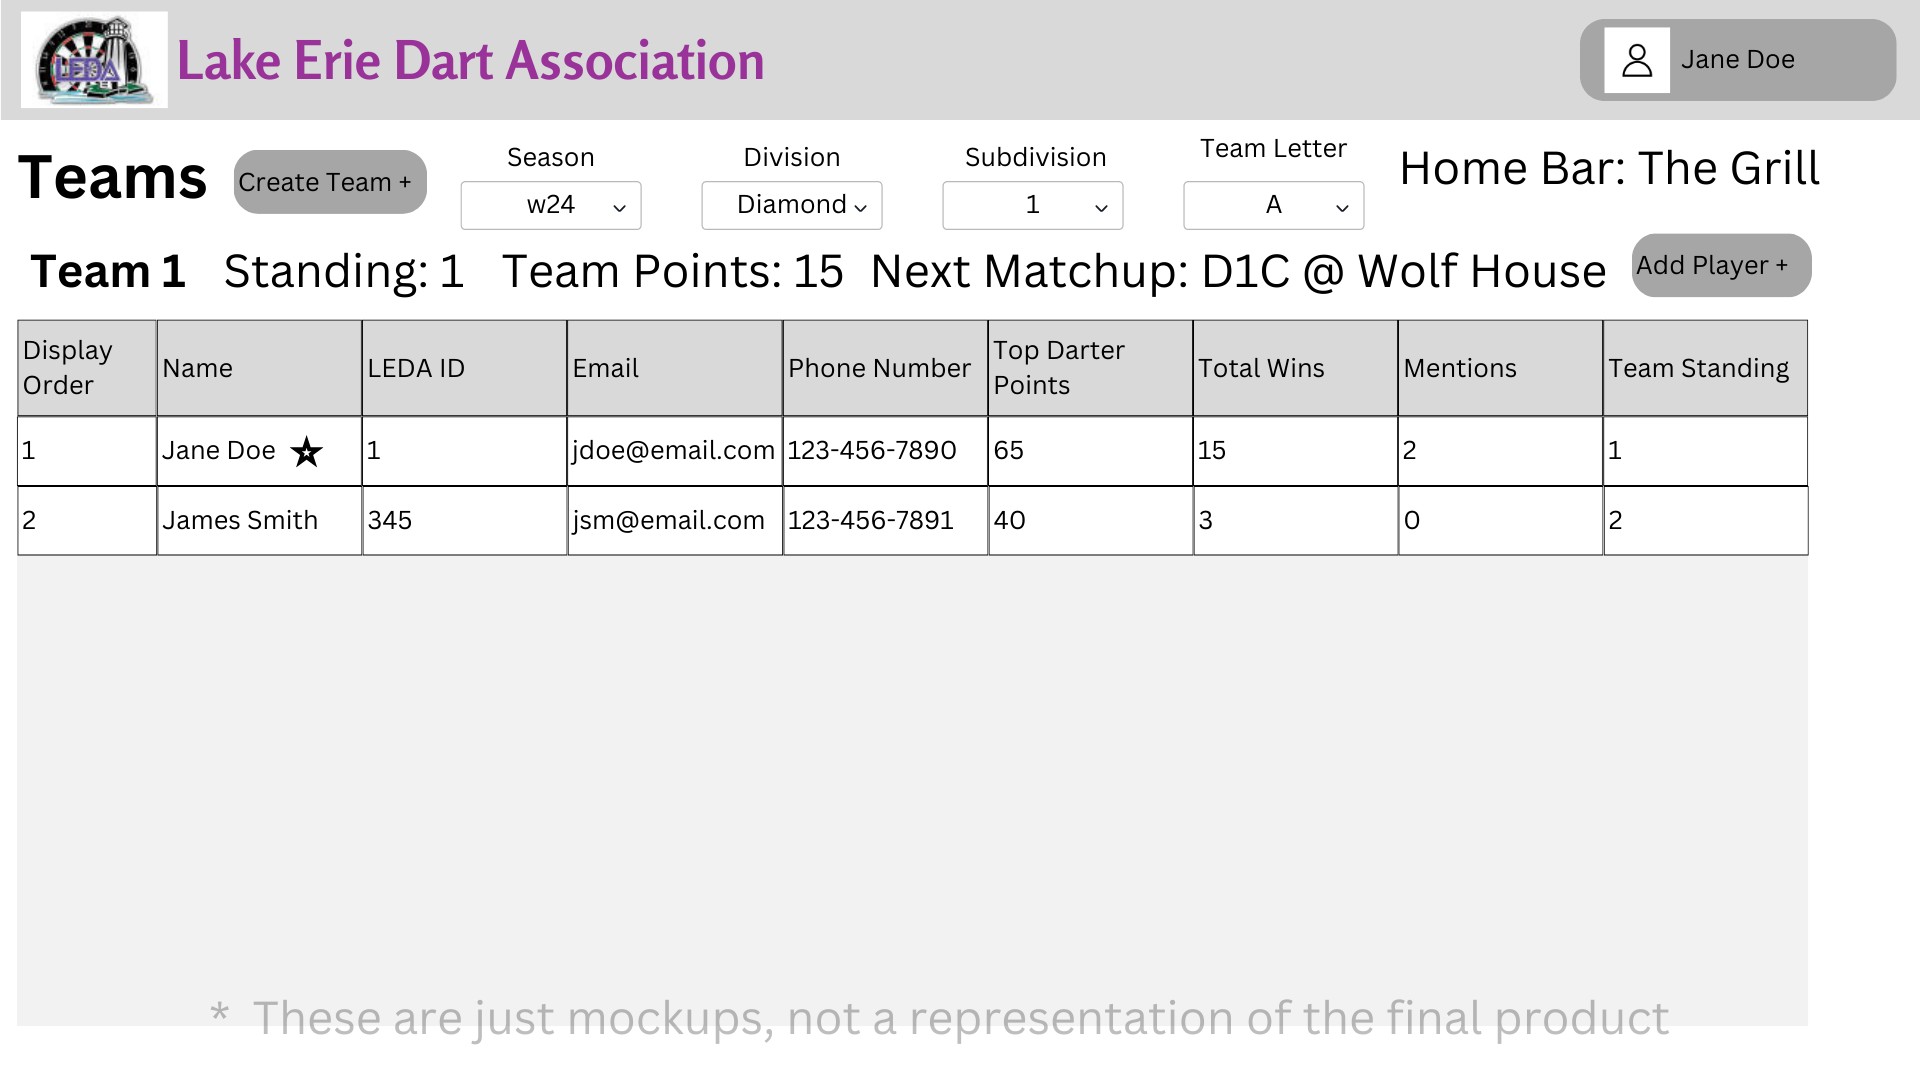 LEDA
Lake Erie Dart Association
Jane Doe
Teams
Create Team +
Season
w24
Division
Diamond
Subdivision
1
Team Letter
A
Home Bar: The Grill
Team 1 Standing: 1 Team Points: 15 Next Matchup: D1C @ Wolf House
Add Player +
Display Order Name LEDA ID Email Phone Number Top Darter Points Total Wins Mentions Team Standing
1 Jane Doe 1 jdoe@email.com 123-456-7890 65 15 2 1
2 James Smith 345 jsm@email.com 123-456-7891 40 3 0 2
* These are just mockups, not a representation of the final product